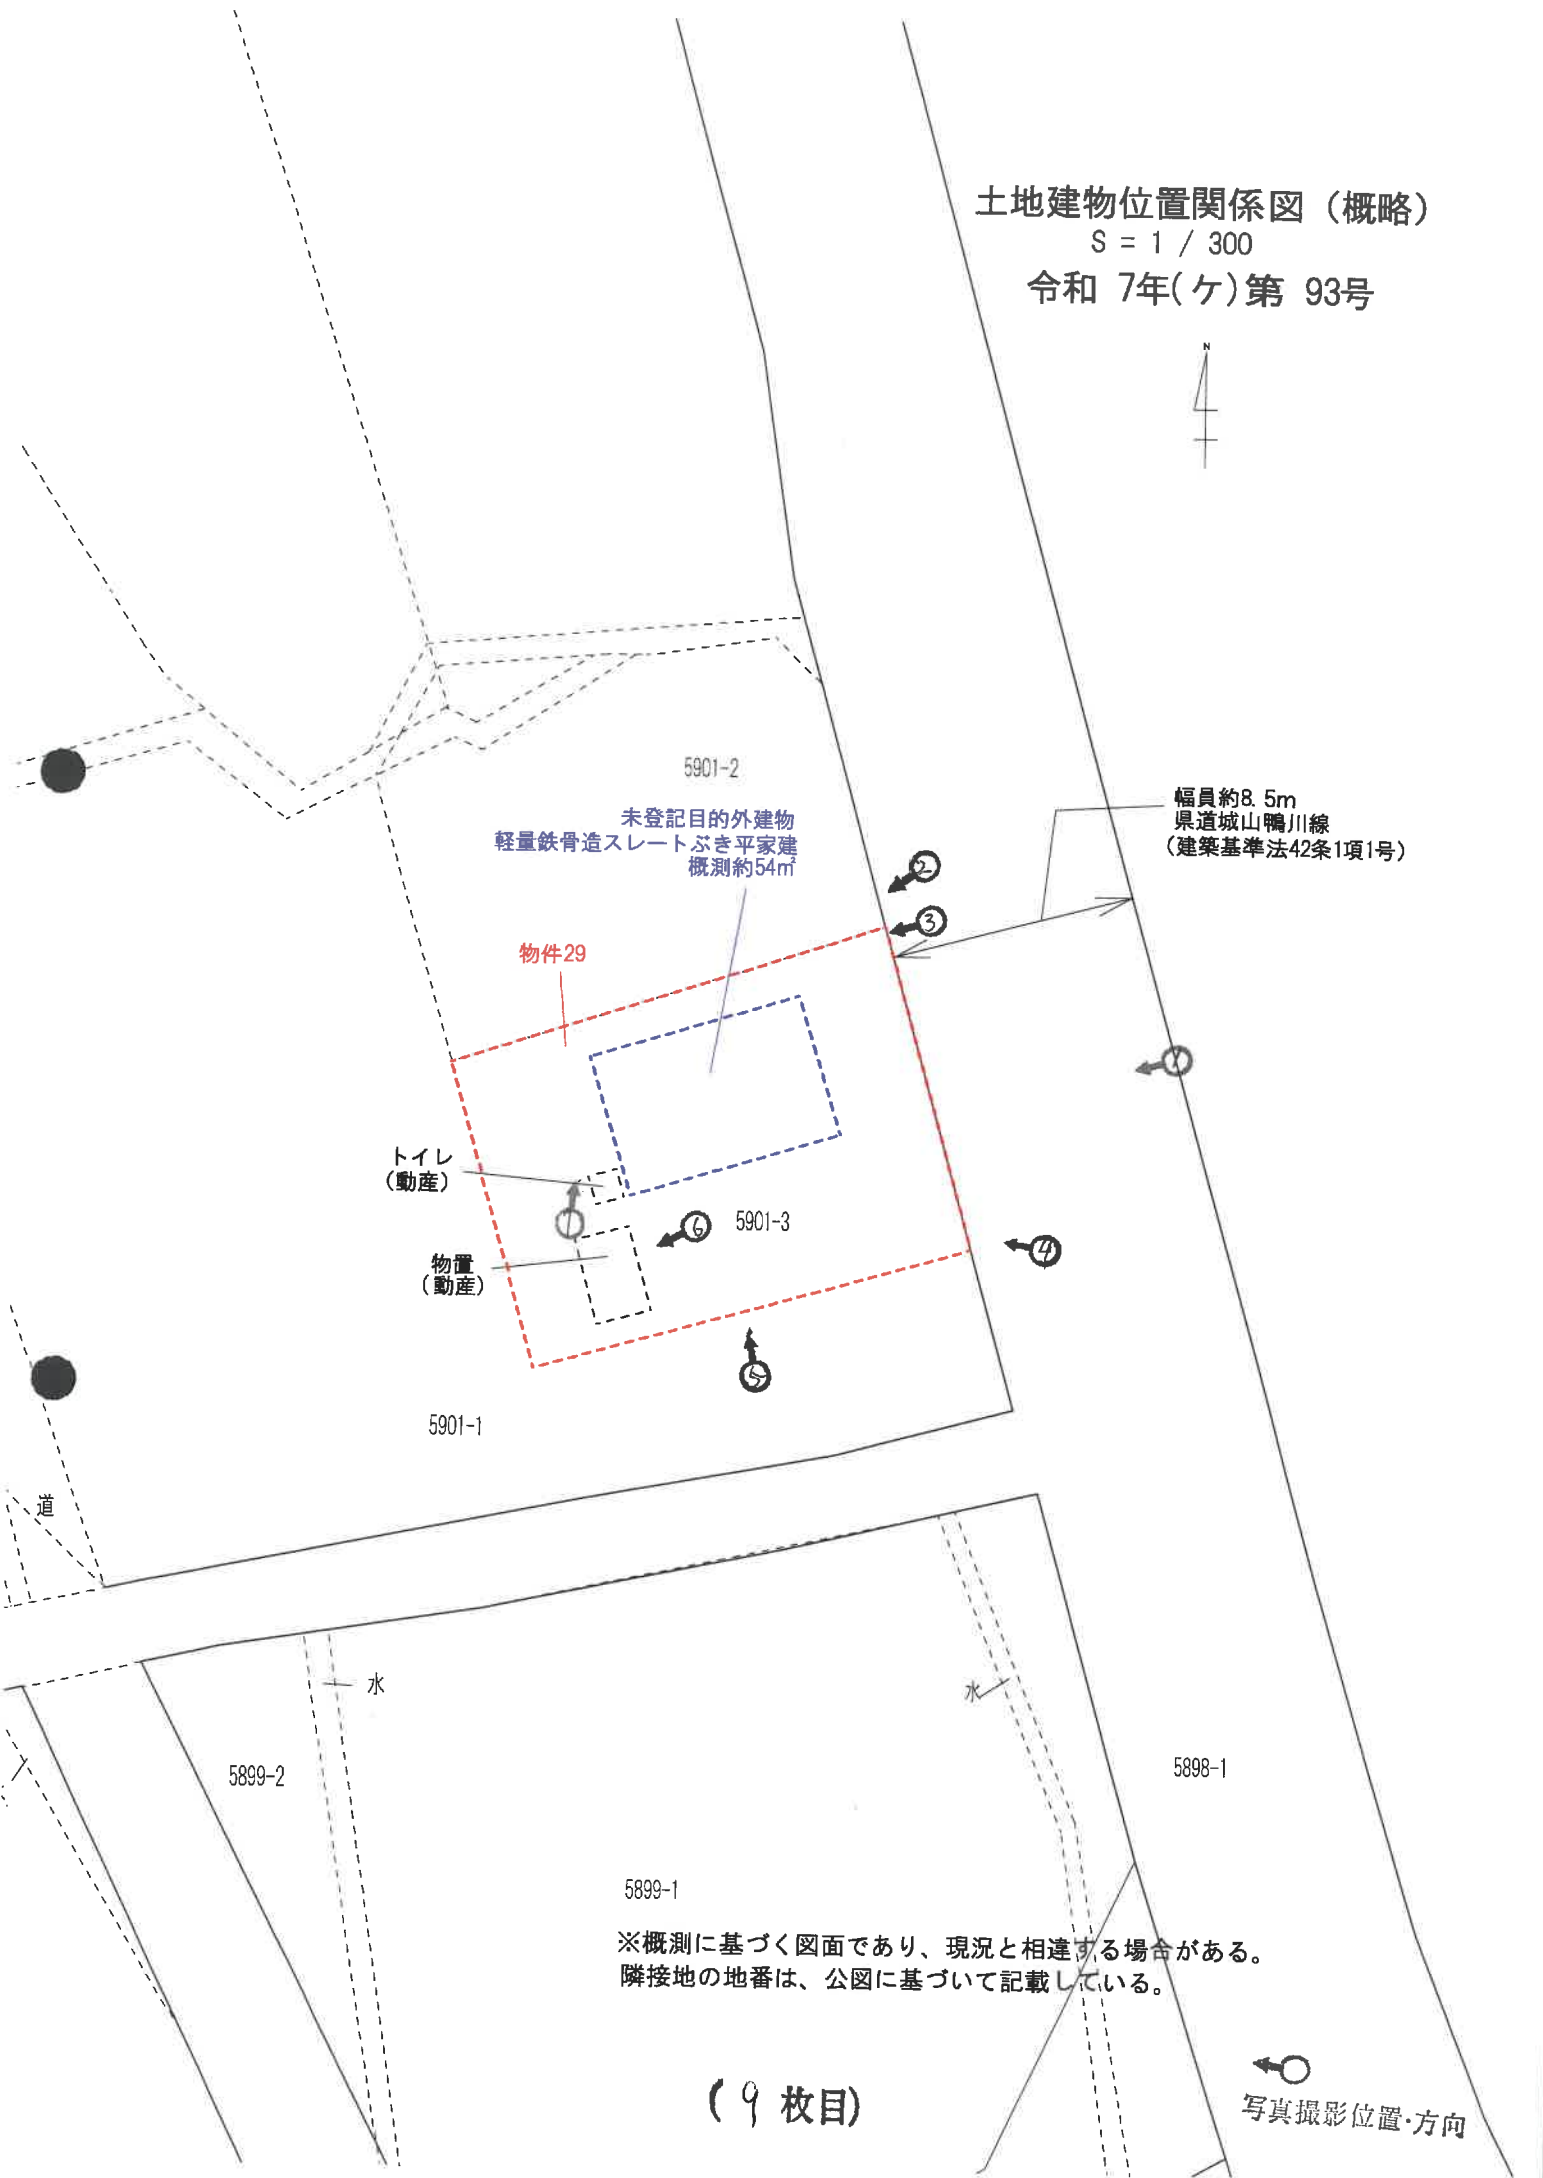 土地建物位置関係図（概略）
S = 1 / 300
令和 7年(ケ)第 93号
N
5901-2
未登記目的外建物
軽量鉄骨造スレートぶき平家建
概測約54㎡
幅員約8.5m
県道城山鴨川線
（建築基準法42条1項1号）
②
③
物件29
①
トイレ
（動産）
⑥
5901-3
物置
（動産）
④
⑤
5901-1
道
水
水
5899-2
5898-1
5899-1
※概測に基づく図面であり、現況と相違する場合がある。
隣接地の地番は、公図に基づいて記載している。
(9 枚目)
写真撮影位置・方向